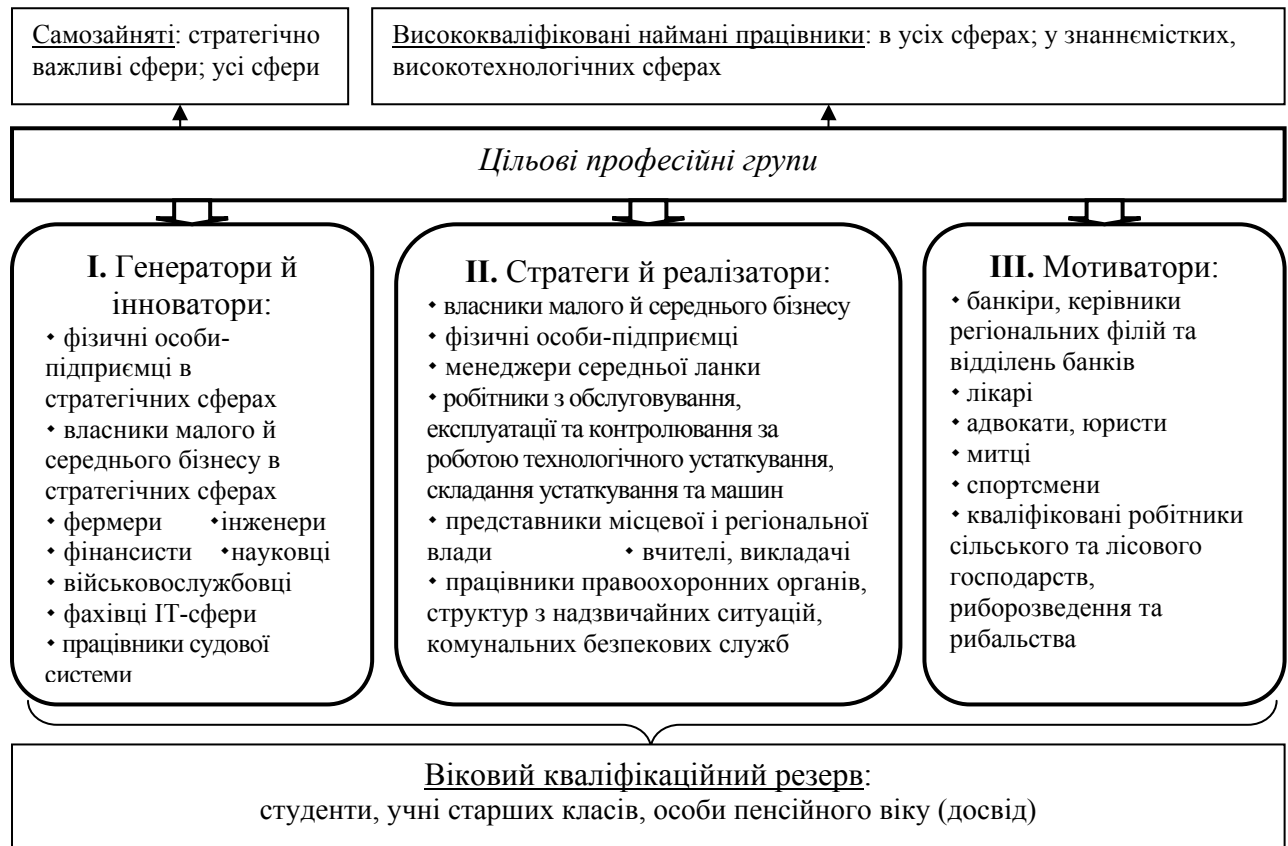 Самозайняті: стратегічно
важливі сфери; усі сфери
Висококваліфіковані наймані працівники: в усіх сферах; у знаннємістких,
високотехнологічних сферах
Цільові професійні групи
I. Генератори й
інноватори:
• фізичні особи-
підприємці в
стратегічних сферах
• власники малого й
середнього бізнесу в
стратегічних сферах
• фермери •інженери
• фінансисти •науковці
• військовослужбовці
• фахівці ІТ-сфери
• працівники судової
системи
II. Стратеги й реалізатори:
• власники малого й середнього бізнесу
• фізичні особи-підприємці
• менеджери середньої ланки
• робітники з обслуговування,
експлуатації та контролювання за
роботою технологічного устаткування,
складання устаткування та машин
• представники місцевої і регіональної
влади • вчителі, викладачі
• працівники правоохоронних органів,
структур з надзвичайних ситуацій,
комунальних безпекових служб
III. Мотиватори:
• банкіри, керівники
регіональних філій та
відділень банків
• лікарі
• адвокати, юристи
• митці
• спортсмени
• кваліфіковані робітники
сільського та лісового
господарств,
риборозведення та
рибальства
Віковий кваліфікаційний резерв:
студенти, учні старших класів, особи пенсійного віку (досвід)